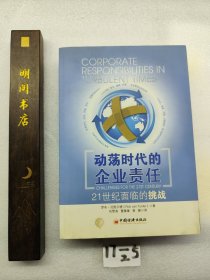 明阅书店
CORPORATE
RESPONSIBILITIES IN
TURBULENT TIMES
动荡时代的
企业责任
CHALLENGES FOR THE 21ST CENTURY
21世纪面临的挑战
中国经济出版社
11-25